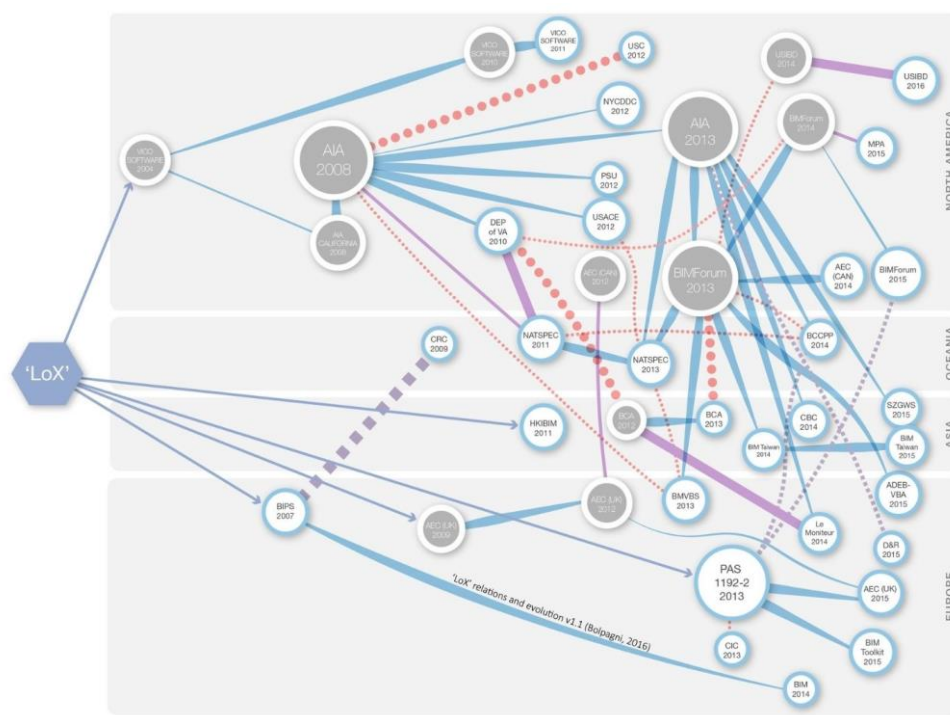 VICO
SOFTWARE
2010
VICO
SOFTWARE
2011
USC
2012
USIBD
2014
USIBD
2016
NYCDDC
2012
AIA
2013
BIMForum
2014
MPA
2015
VICO
SOFTWARE
2004
AIA
2008
PSU
2012
USACE
2012
DEP
of VA
2010
AIA
CALIFORNIA
AEC (CAN)
2012
BIMForum
2013
AEC
(CAN)
2014
BIMForum
2015
NORTH AMERICA
'LoX'
CRC
2009
NATSPEC
2011
NATSPEC
2013
BCCPP
2014
OCEANIA
HKIBIM
2011
BCA
2012
BCA
2013
CBC
2014
SZGWS
2015
BIM Taiwan
2014
BIM
Taiwan
2015
ASIA
BIPS
2007
AEC (UK)
2009
AEC (UK)
2012
BMVBS
2013
ADEB-
VBA
2015
Le
Moniteur
2014
D&R
2015
PAS
1192-2
2013
AEC (UK)
2015
CIC
2013
BIM
Toolkit
2015
BIM
2014
'LoX' relations and evolution v1.1 (Bolpagni, 2016)
EUROPE